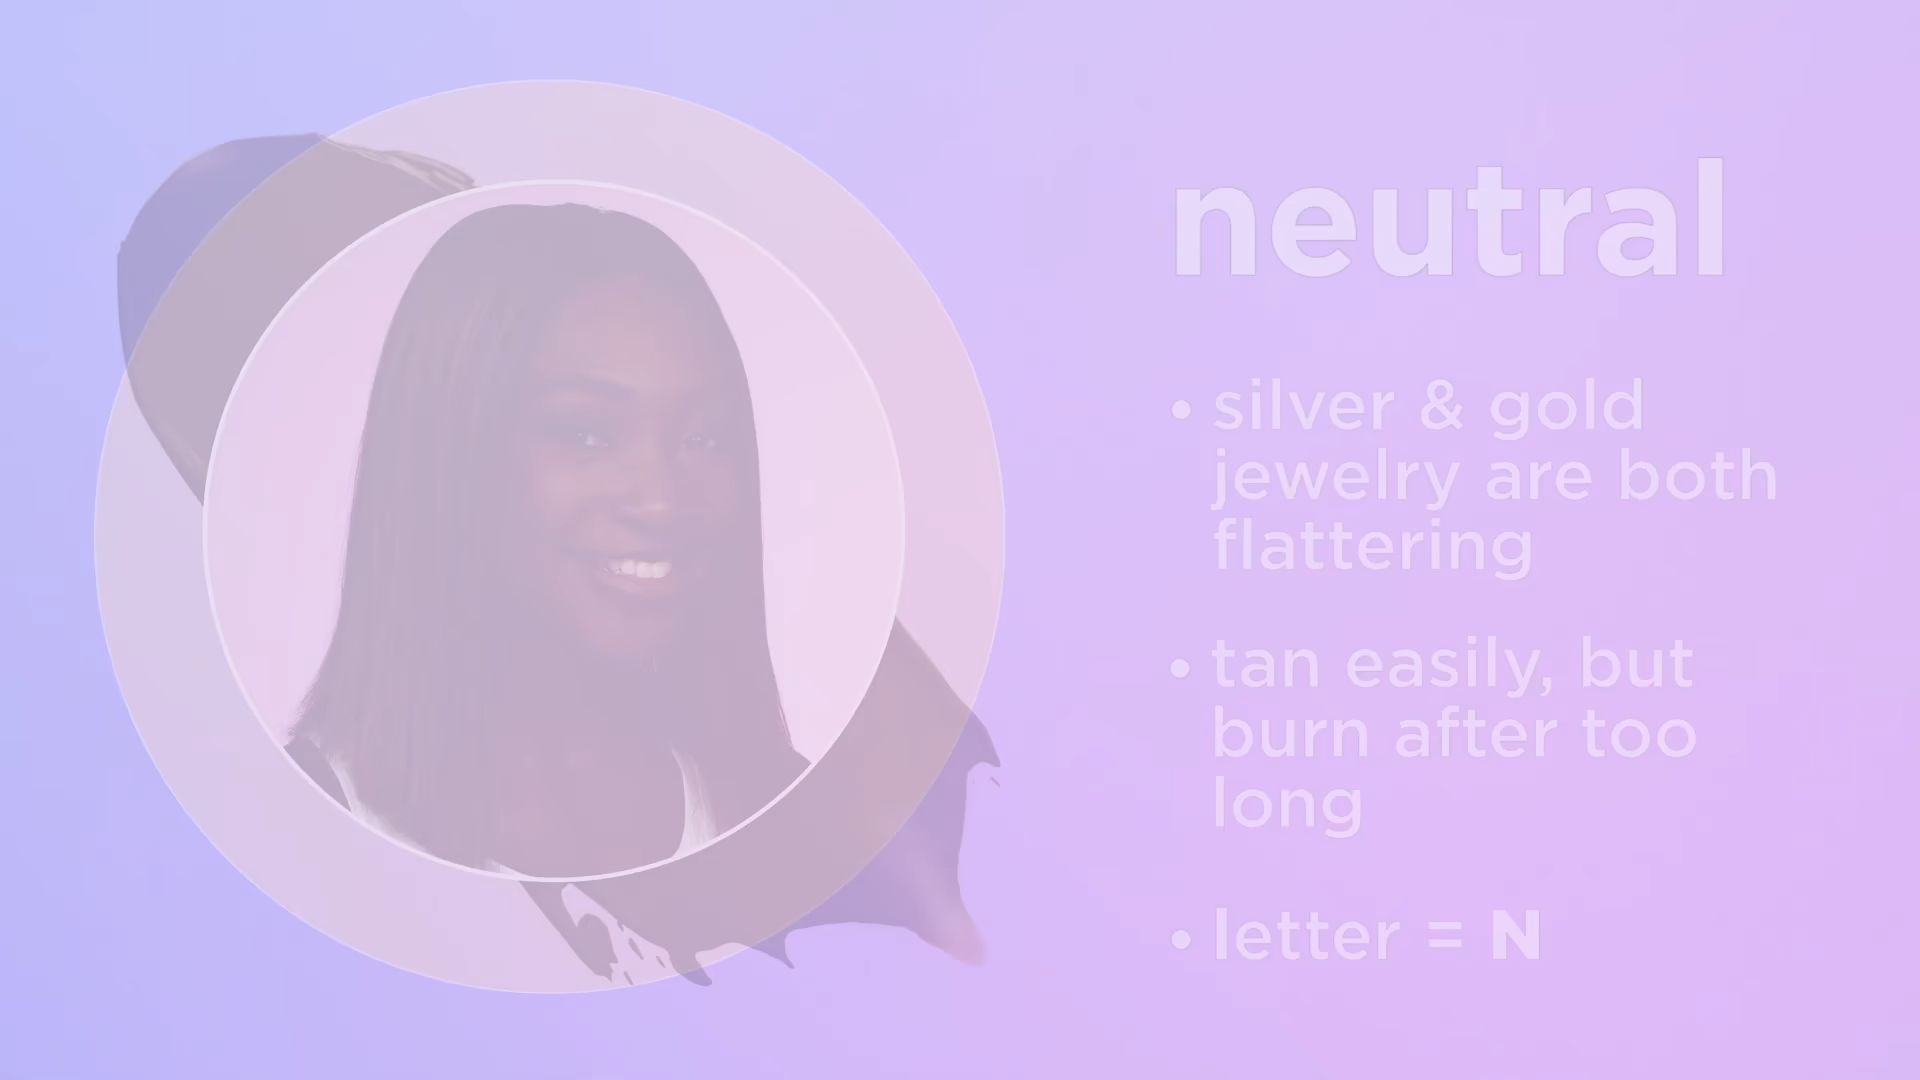 neutral
• silver & gold
jewelry are both
flattering
• tan easily, but
burn after too
long
• letter = N